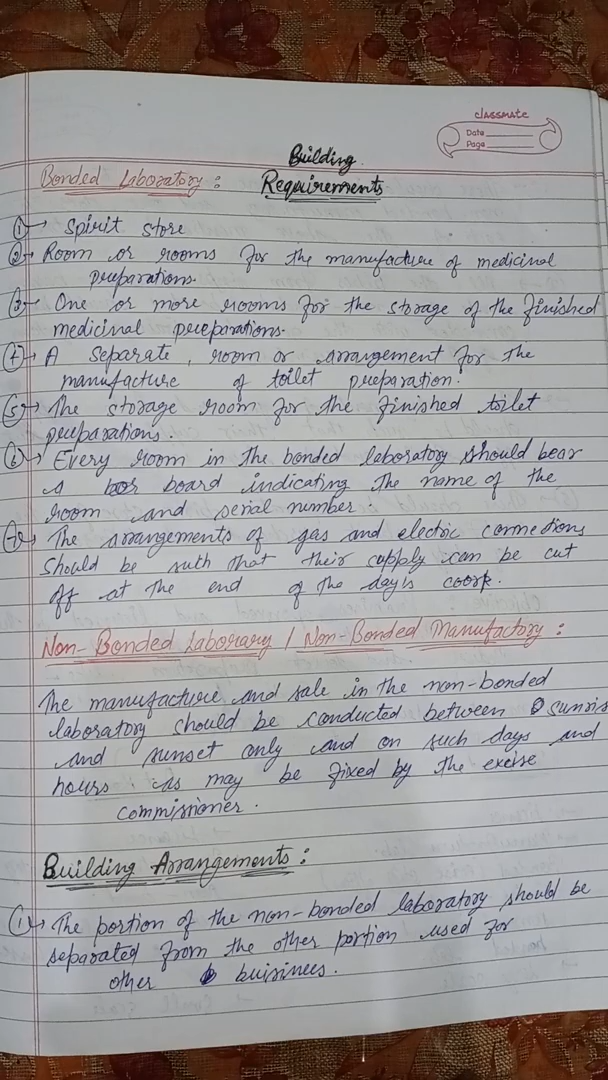 classmate
Date
Page
Building
Bonded Laboratory : Requirements
① → Spirit store
② → Room or rooms for the manufacture of medicinal
preparations.
③ → One or more rooms for the storage of the finished
medicinal preparations.
④ → A separate room or arrangement for the
manufacture of toilet preparation.
⑤ → The storage room for the finished toilet
preparations.
⑥ → Every room in the bonded laboratory should bear
a board indicating the name of the
room and serial number.
⑦ → The arrangements of gas and electric connections
should be suth that their supply can be cut
off at the end of the day's coork.
Non-Bonded Laborary / Non-Bonded Manufactory :
The manufacture and sale in the non-bonded
laboratory should be conducted between sunris
and sunset only and on such days and
hours as may be fixed by the excise
commissioner.
Building Arrangements :
① → The portion of the non-bonded laboratory should be
separated from the other portion used for
other buisinees.